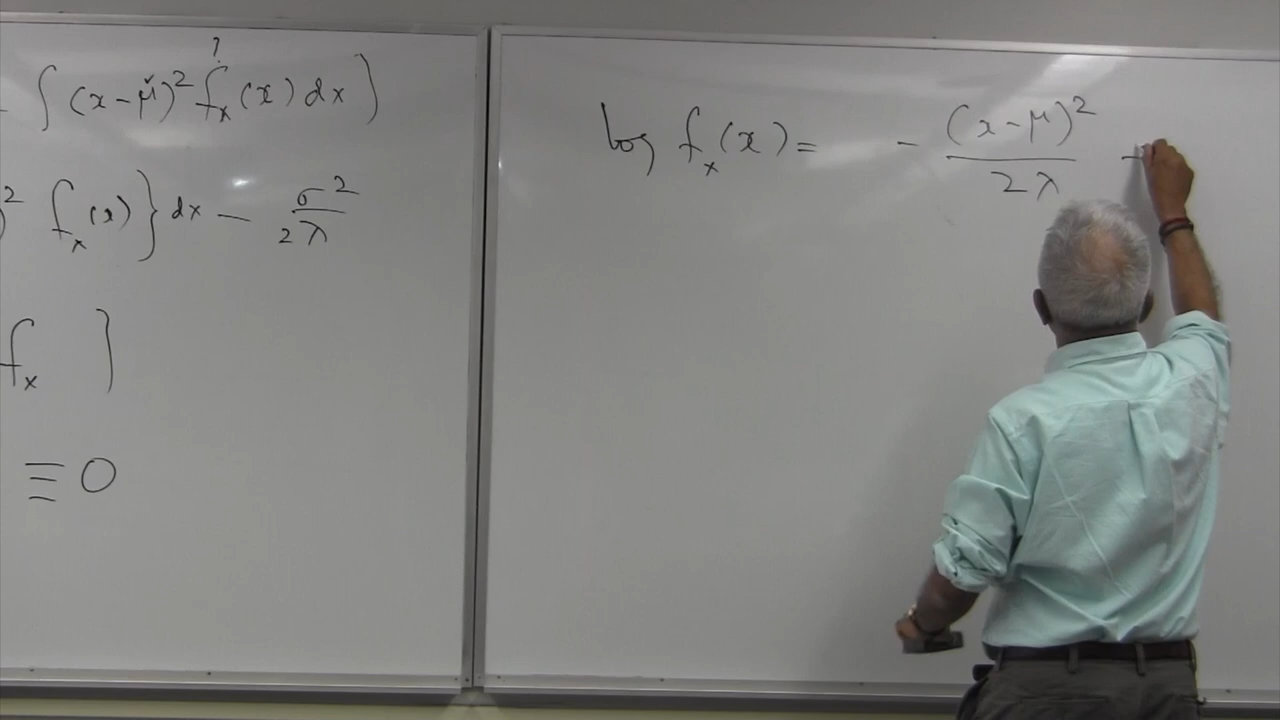 ?
∫ (x-μ̌)² f_x(x) dx }
² f_x(x) } dx - σ²/2λ
f_x }
≡ 0
log f_x(x) = - (x-μ)²/2λ -